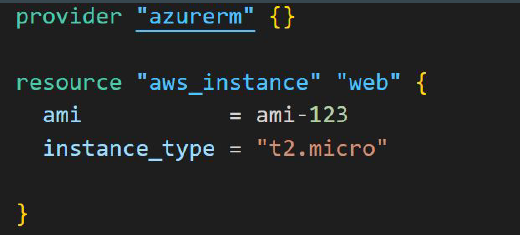 provider "azurerm" {}
resource "aws_instance" "web" {
  ami           = ami-123
  instance_type = "t2.micro"
}